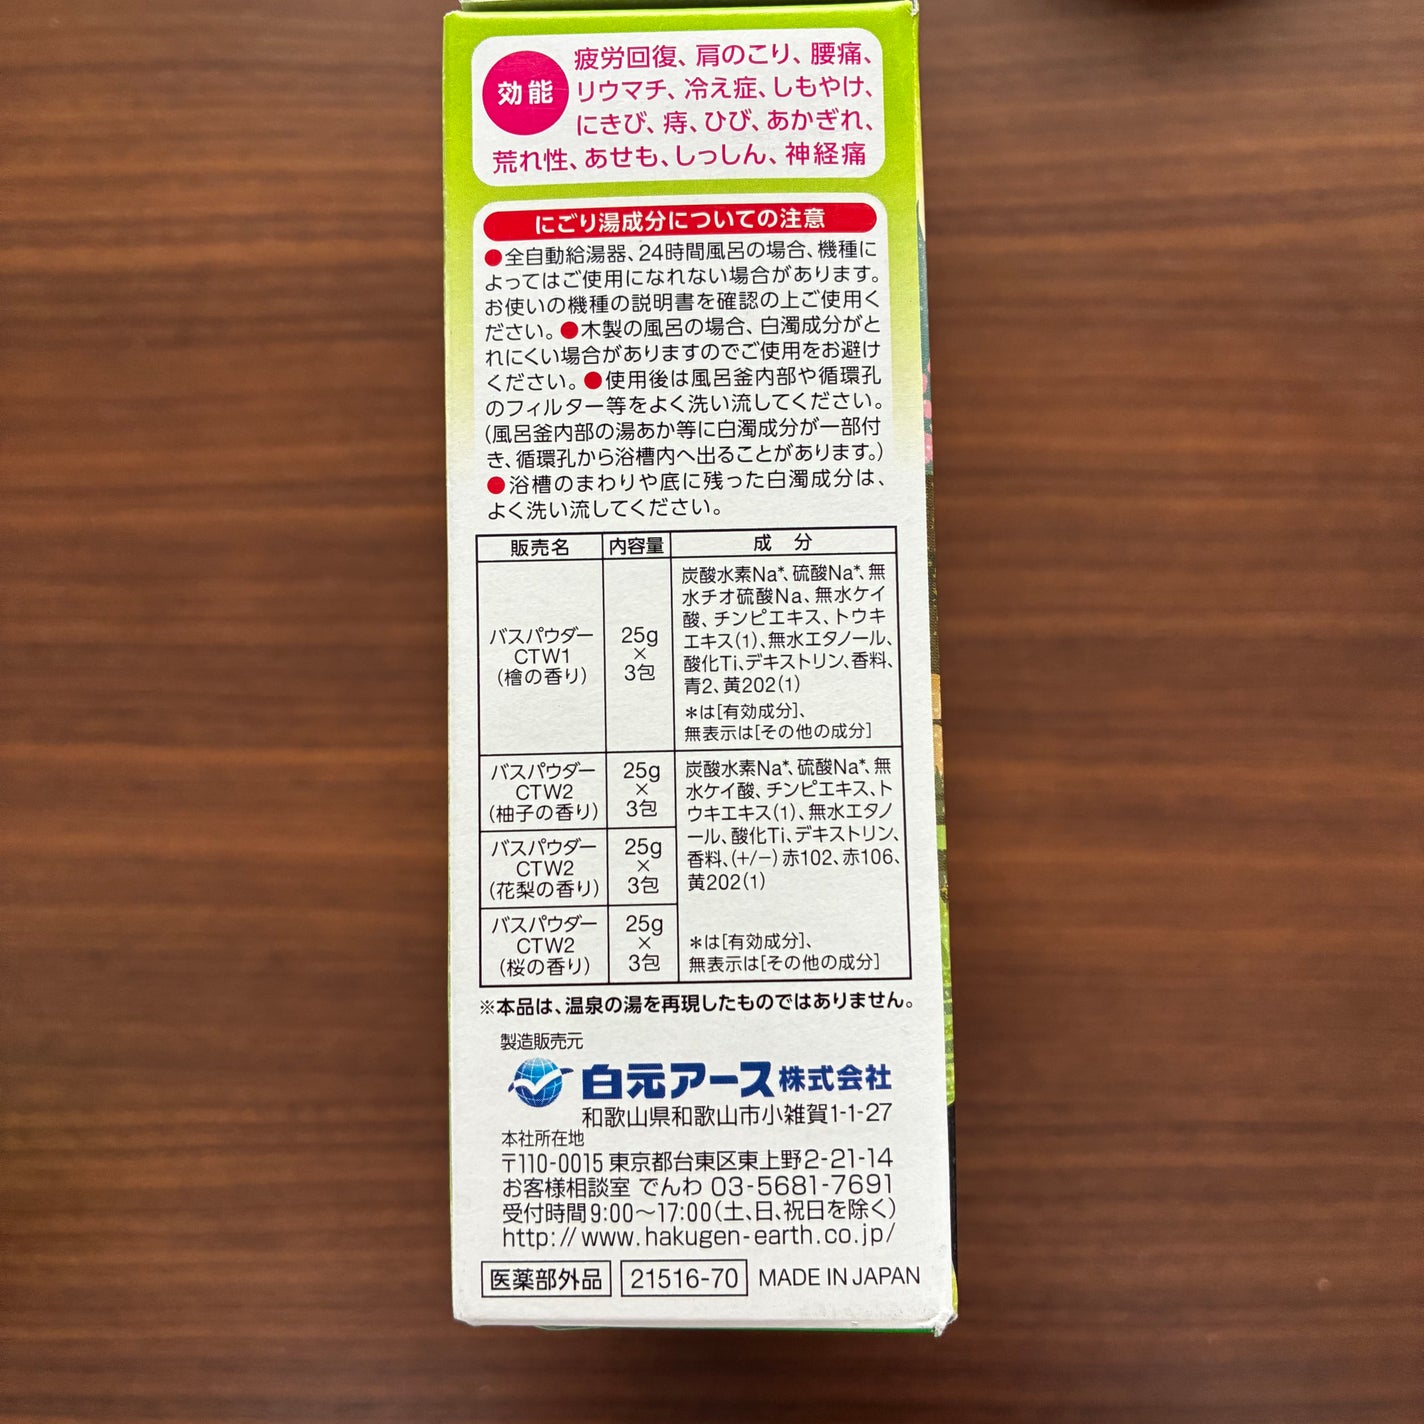 効能
疲労回復、肩のこり、腰痛、
リウマチ、冷え症、しもやけ、
にきび、痔、ひび、あかぎれ、
荒れ性、あせも、しっしん、神経痛
にごり湯成分についての注意
●全自動給湯器、24時間風呂の場合、機種に
よってはご使用になれない場合があります。
お使いの機種の説明書を確認の上ご使用く
ださい。●木製の風呂の場合、白濁成分がと
れにくい場合がありますのでご使用をお避け
ください。●使用後は風呂釜内部や循環孔
のフィルター等をよく洗い流してください。
(風呂釜内部の湯あか等に白濁成分が一部付
き、循環孔から浴槽内へ出ることがあります。)
●浴槽のまわりや底に残った白濁成分は、
よく洗い流してください。
販売名 内容量 成 分
バスパウダー
CTW1
(檜の香り)
25g
×
3包
炭酸水素Na*、硫酸Na*、無
水チオ硫酸Na、無水ケイ
酸、チンピエキス、トウキ
エキス(1)、無水エタノール、
酸化Ti、デキストリン、香料、
青2、黄202(1)
*は[有効成分]、
無表示は[その他の成分]
バスパウダー
CTW2
(柚子の香り)
25g
×
3包
バスパウダー
CTW2
(花梨の香り)
25g
×
3包
バスパウダー
CTW2
(桜の香り)
25g
×
3包
炭酸水素Na*、硫酸Na*、無
水ケイ酸、チンピエキス、ト
ウキエキス(1)、無水エタノ
ール、酸化Ti、デキストリン、
香料、(+/−)赤102、赤106、
黄202(1)
*は[有効成分]、
無表示は[その他の成分]
※本品は、温泉の湯を再現したものではありません。
製造販売元
白元アース株式会社
和歌山県和歌山市小雑賀1-1-27
本社所在地
〒110-0015 東京都台東区東上野2-21-14
お客様相談室 でんわ 03-5681-7691
受付時間9:00〜17:00(土、日、祝日を除く)
http://www.hakugen-earth.co.jp/
医薬部外品 21516-70 MADE IN JAPAN